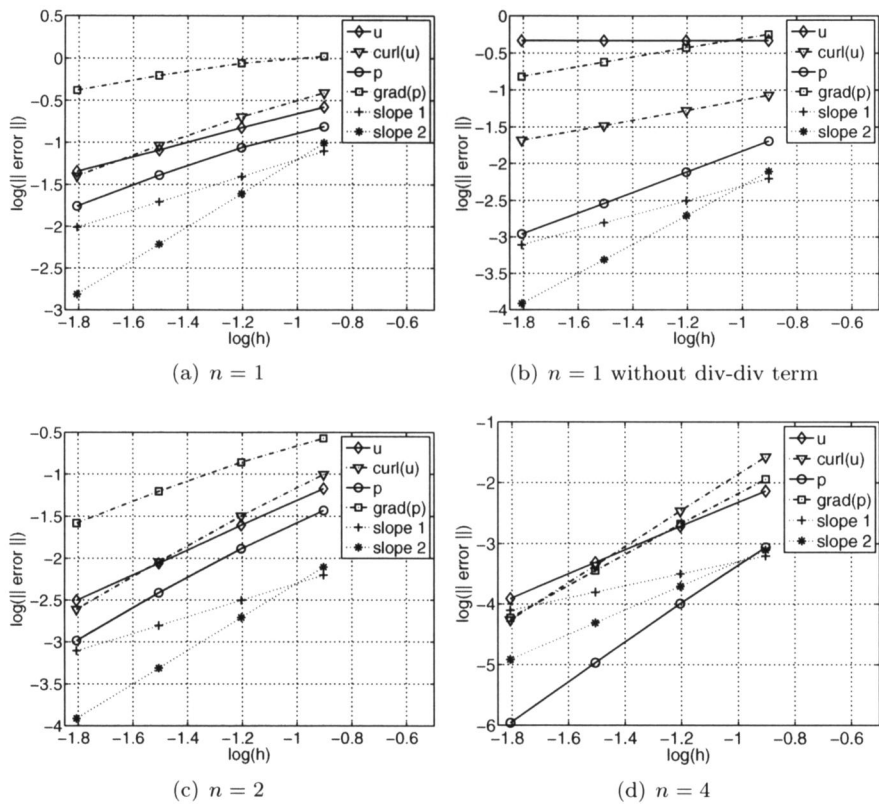 0.5
0
−0.5
−1
−1.5
−2
−2.5
−3
log(|| error ||)
−1.8 −1.6 −1.4 −1.2 −1 −0.8 −0.6
log(h)
u
curl(u)
p
grad(p)
slope 1
slope 2
(a) n = 1
0
−0.5
−1
−1.5
−2
−2.5
−3
−3.5
−4
log(|| error ||)
−1.8 −1.6 −1.4 −1.2 −1 −0.8 −0.6
log(h)
u
curl(u)
p
grad(p)
slope 1
slope 2
(b) n = 1 without div-div term
−0.5
−1
−1.5
−2
−2.5
−3
−3.5
−4
log(|| error ||)
−1.8 −1.6 −1.4 −1.2 −1 −0.8 −0.6
log(h)
u
curl(u)
p
grad(p)
slope 1
slope 2
(c) n = 2
−1
−2
−3
−4
−5
−6
log(|| error ||)
−1.8 −1.6 −1.4 −1.2 −1 −0.8 −0.6
log(h)
u
curl(u)
p
grad(p)
slope 1
slope 2
(d) n = 4